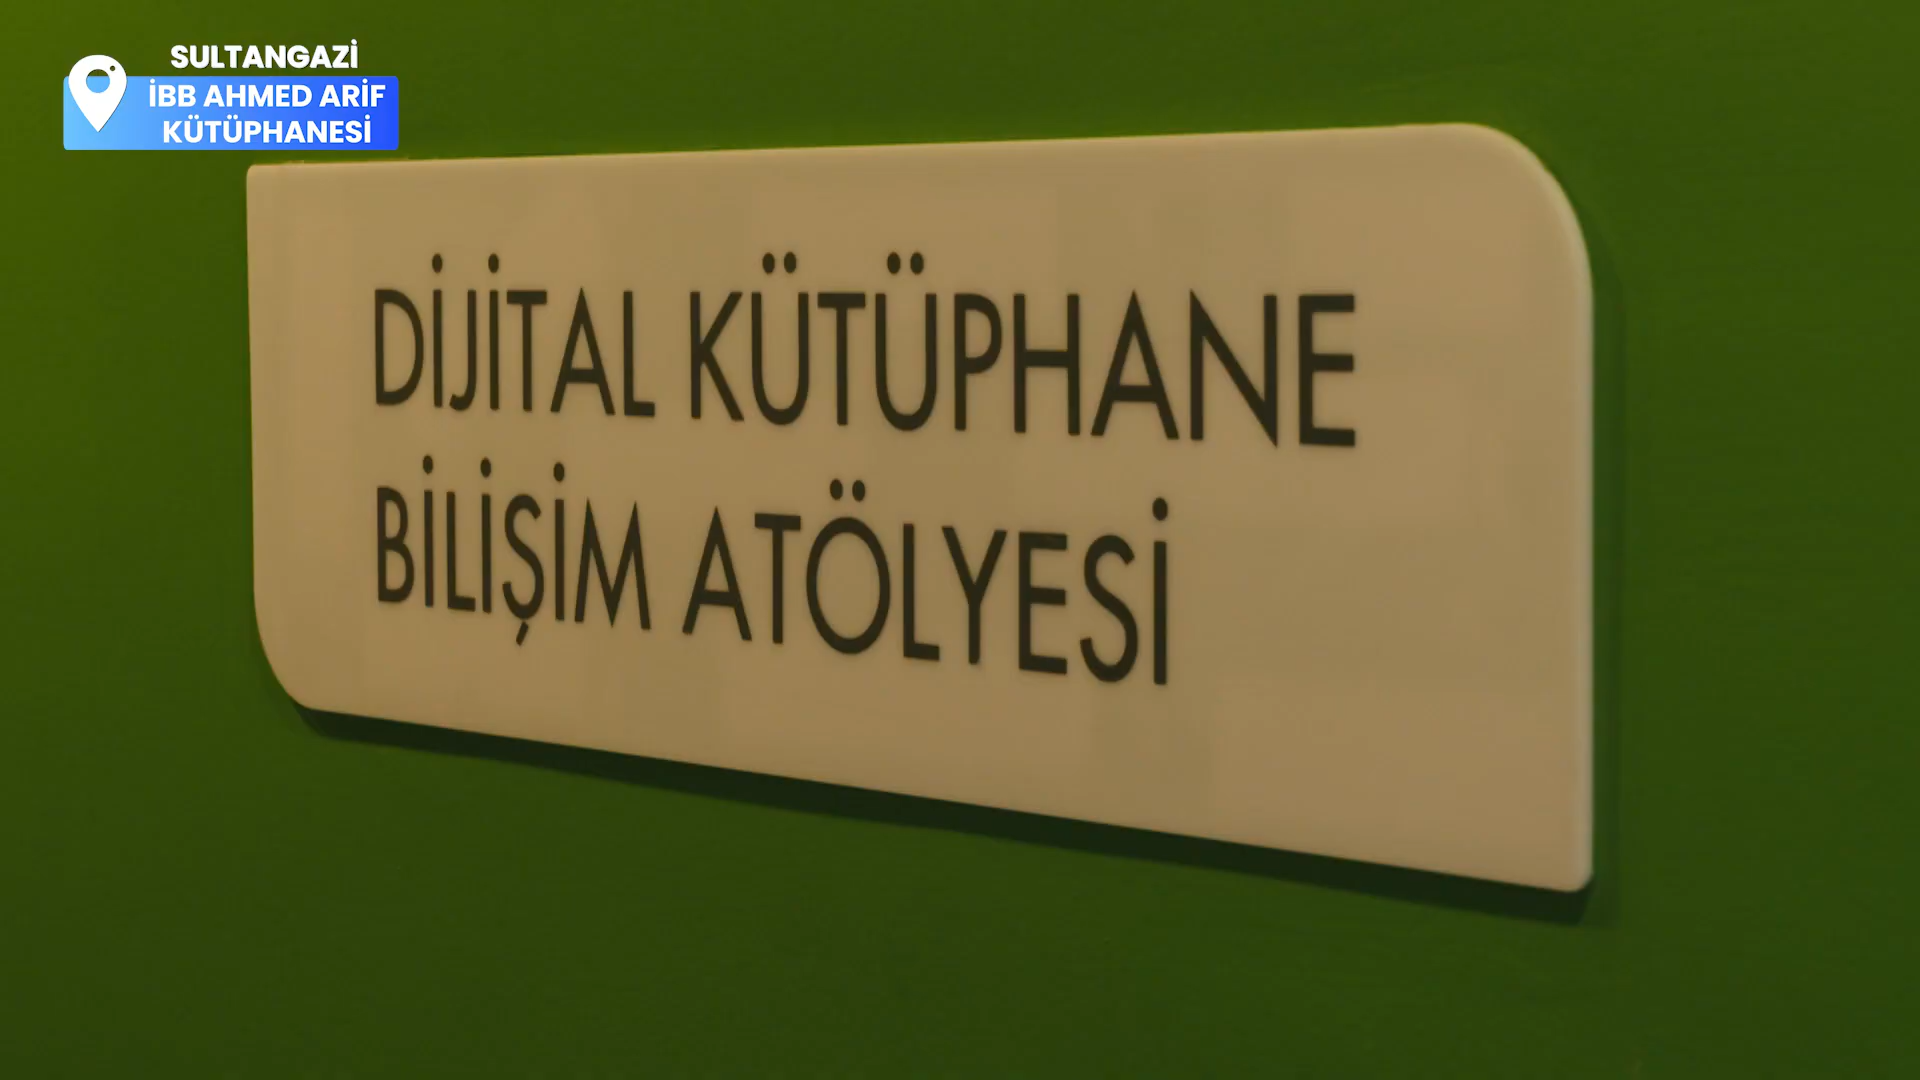 SULTANGAZİ
İBB AHMED ARİF
KÜTÜPHANESİ
DİJİTAL KÜTÜPHANE
BİLİŞİM ATÖLYESİ